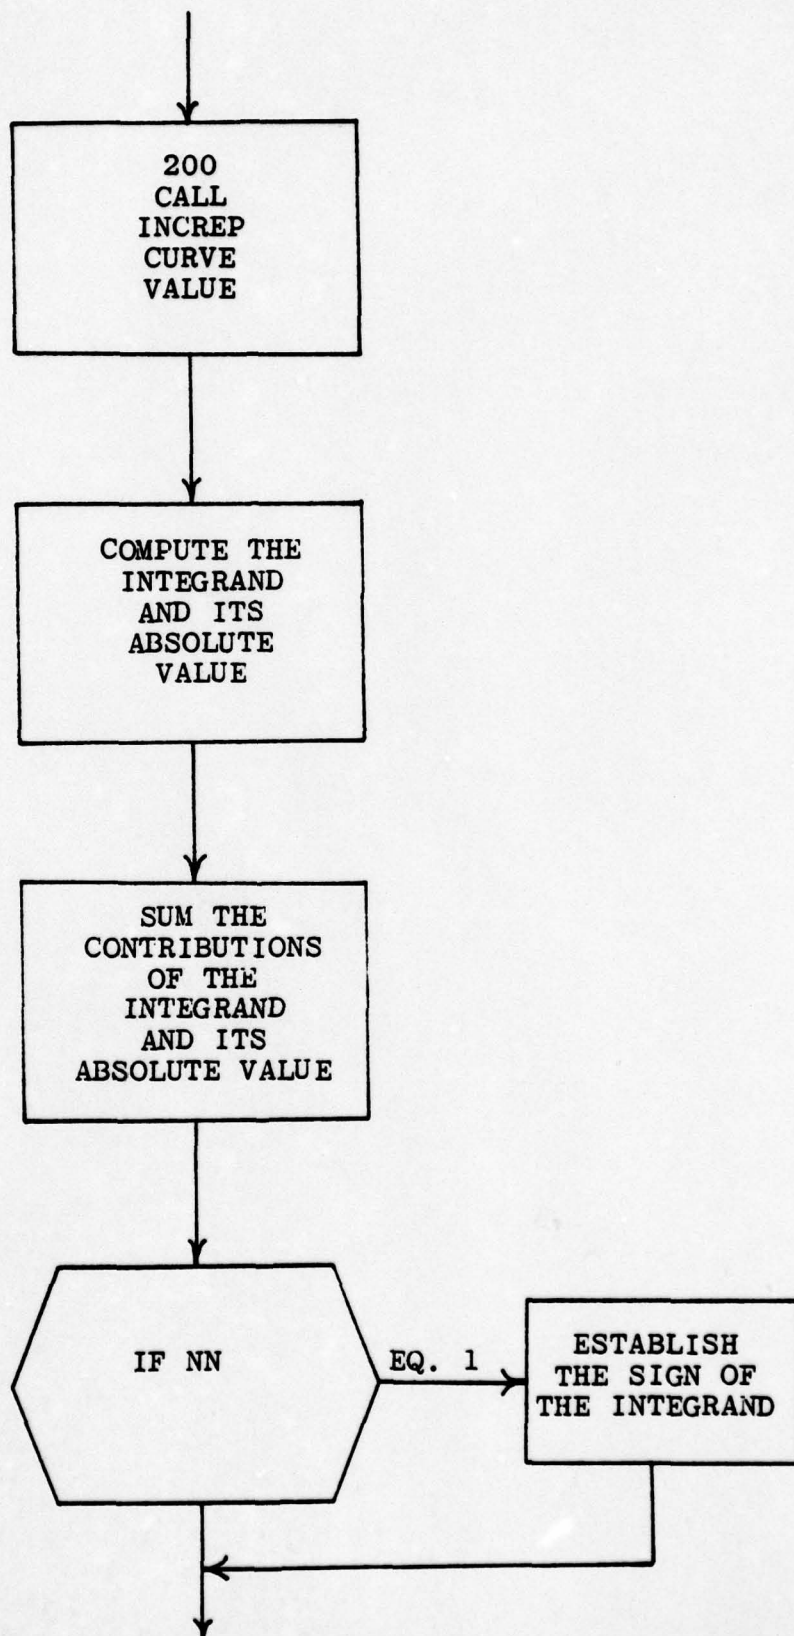 200
CALL
INCREP
CURVE
VALUE
COMPUTE THE
INTEGRAND
AND ITS
ABSOLUTE
VALUE
SUM THE
CONTRIBUTIONS
OF THE
INTEGRAND
AND ITS
ABSOLUTE VALUE
IF NN
EQ. 1
ESTABLISH
THE SIGN OF
THE INTEGRAND